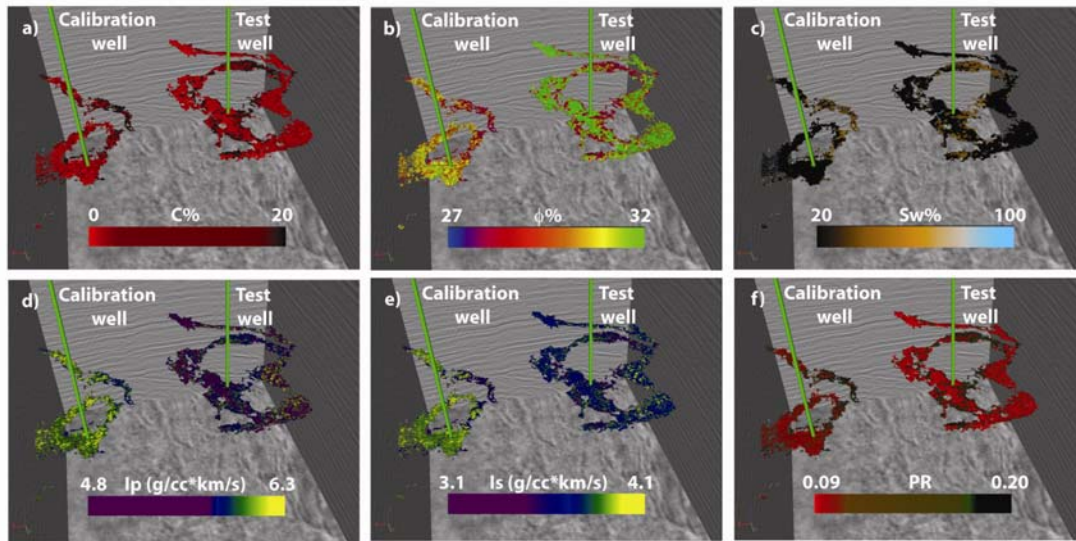 a)
Calibration
well
Test
well
0 C% 20
b)
Calibration
well
Test
well
27 ϕ% 32
c)
Calibration
well
Test
well
20 Sw% 100
d)
Calibration
well
Test
well
4.8 Ip (g/cc*km/s) 6.3
e)
Calibration
well
Test
well
3.1 Is (g/cc*km/s) 4.1
f)
Calibration
well
Test
well
0.09 PR 0.20